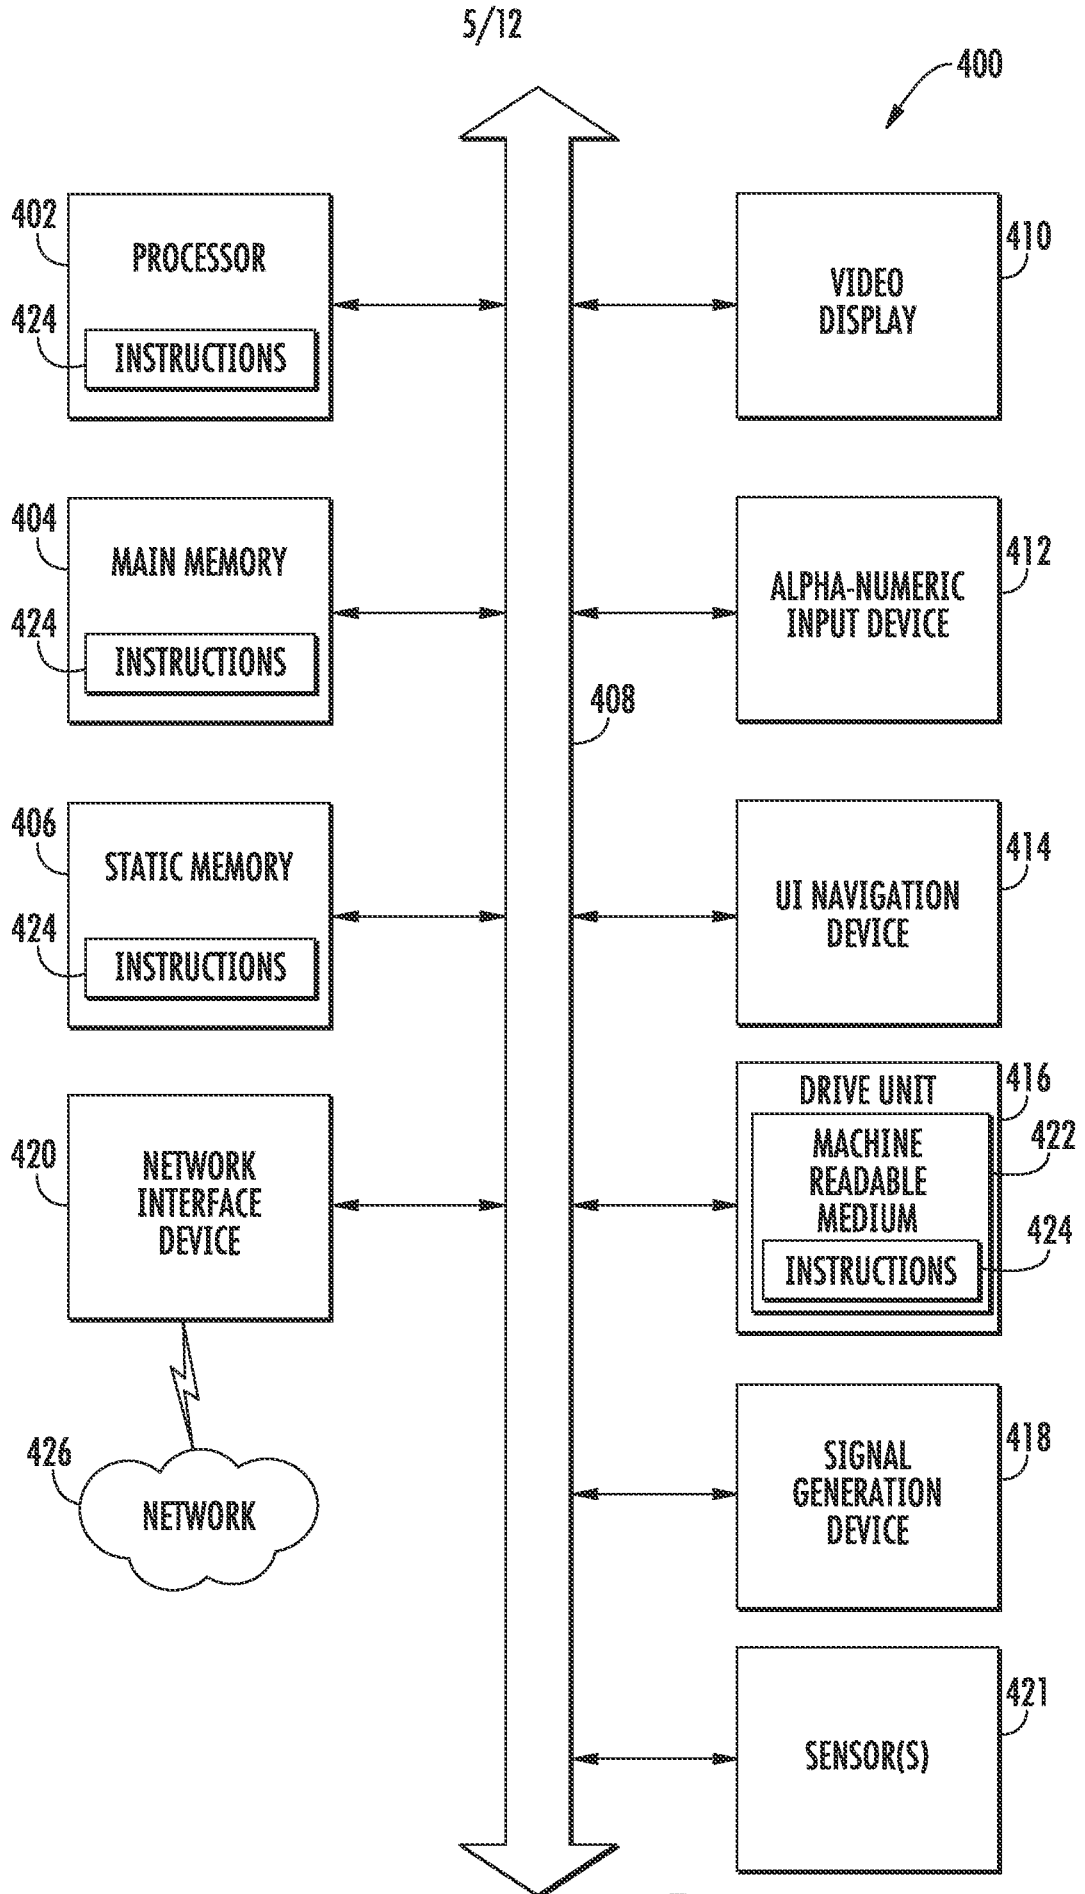 5/12
400
402
PROCESSOR
424
INSTRUCTIONS
410
VIDEO
DISPLAY
404
MAIN MEMORY
424
INSTRUCTIONS
412
ALPHA-NUMERIC
INPUT DEVICE
408
406
STATIC MEMORY
424
INSTRUCTIONS
414
UI NAVIGATION
DEVICE
420
NETWORK
INTERFACE
DEVICE
416
DRIVE UNIT
422
MACHINE
READABLE
MEDIUM
424
INSTRUCTIONS
426
NETWORK
418
SIGNAL
GENERATION
DEVICE
421
SENSOR(S)